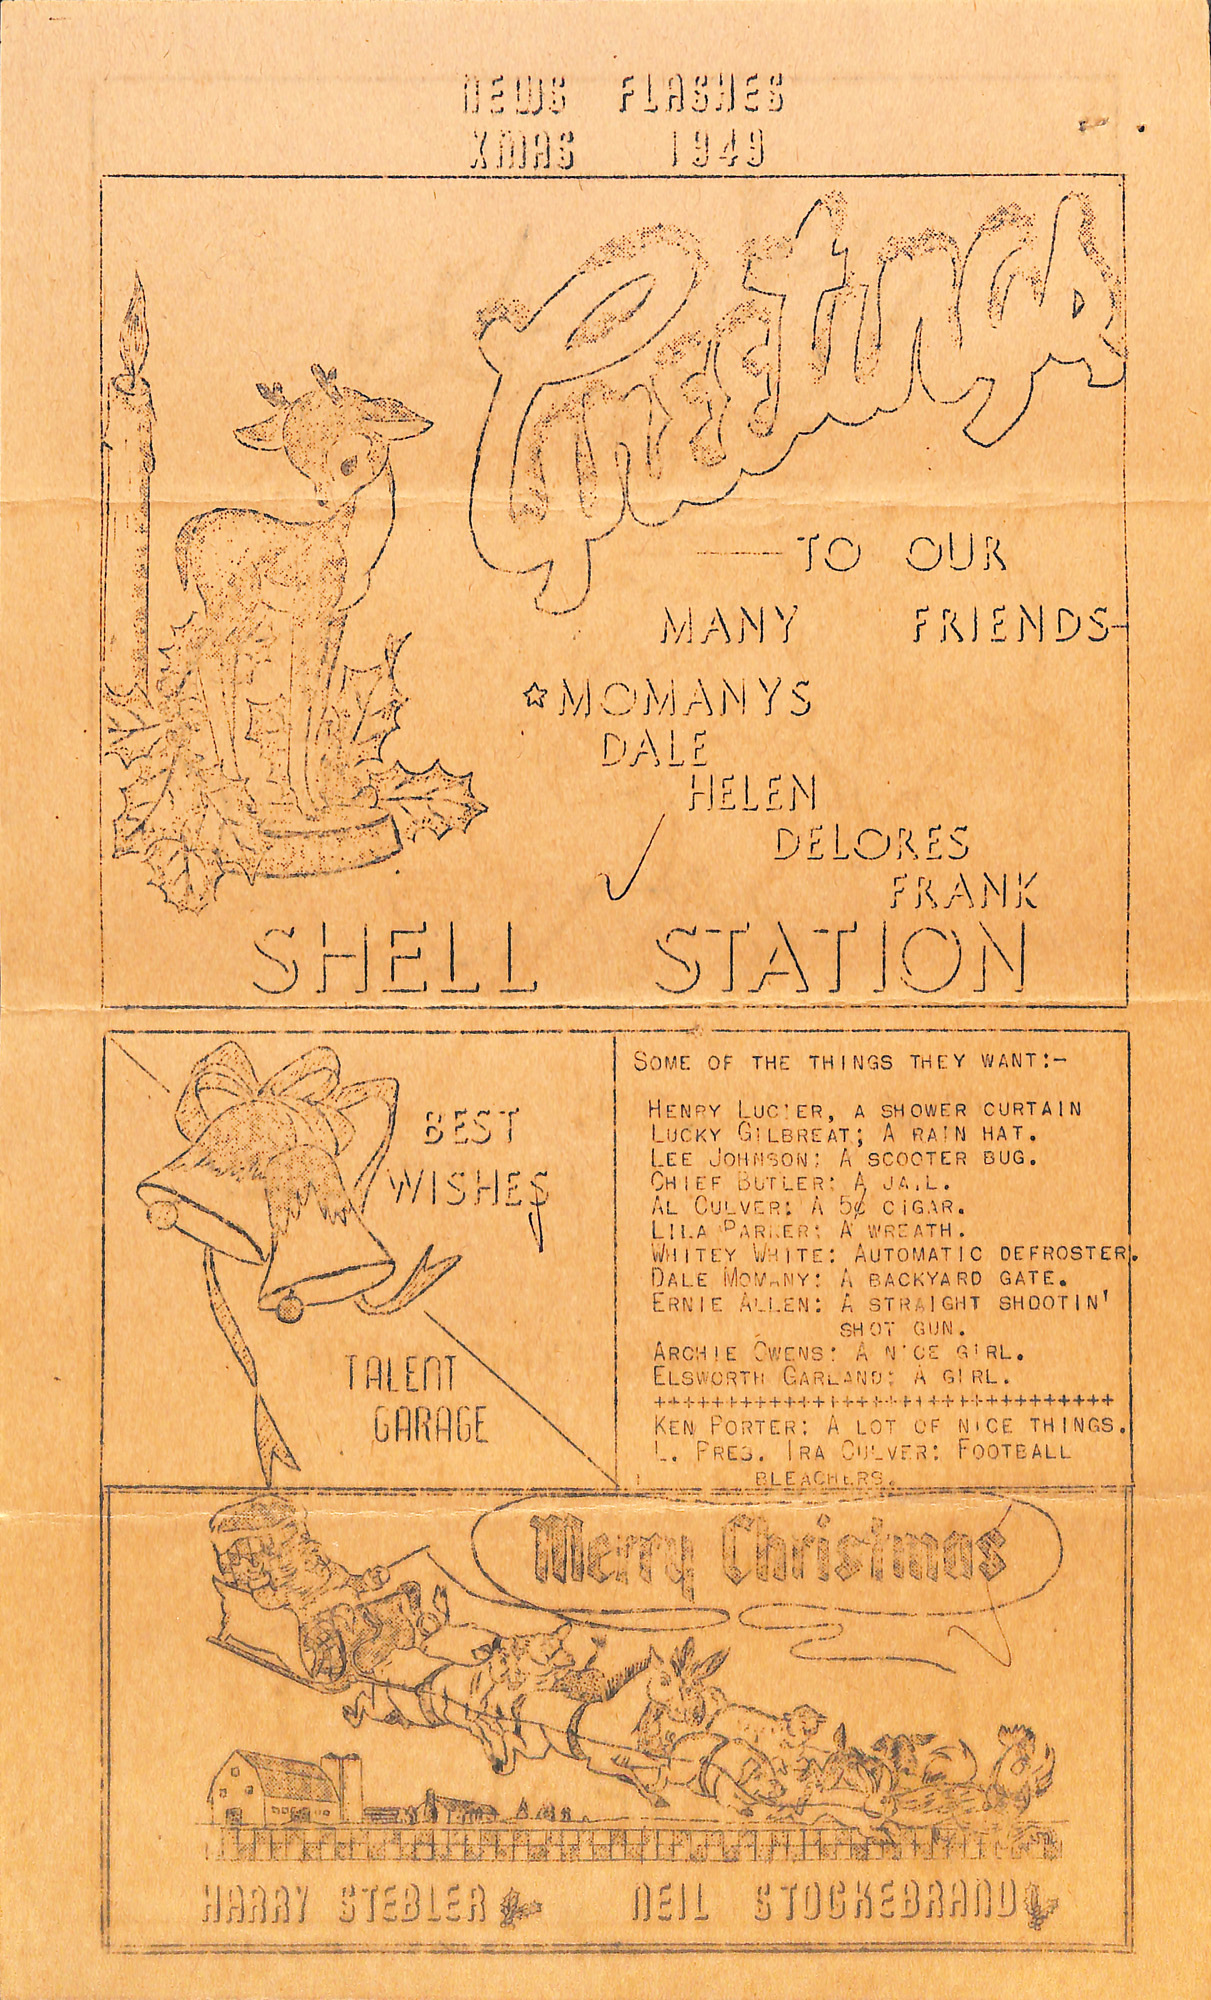 NEWS FLASHES
XMAS 1949
Greetings
—TO OUR
MANY FRIENDS—
☆MOMANYS
DALE
HELEN
DELORES
FRANK
SHELL STATION
BEST
WISHES
TALENT
GARAGE
SOME OF THE THINGS THEY WANT:-
HENRY LUCIER, A SHOWER CURTAIN
LUCKY GILBREAT; A RAIN HAT.
LEE JOHNSON: A SCOOTER BUG.
CHIEF BUTLER: A JAIL.
AL CULVER: A 5¢ CIGAR.
LILA PARKER: A WREATH.
WHITEY WHITE: AUTOMATIC DEFROSTER.
DALE MOMANY: A BACKYARD GATE.
ERNIE ALLEN: A STRAIGHT SHOOTIN'
SHOT GUN.
ARCHIE OWENS: A NICE GIRL.
ELSWORTH GARLAND: A GIRL.
++++++++++++++++++++++++++++++++
KEN PORTER: A LOT OF NICE THINGS.
L. PRES. IRA CULVER: FOOTBALL
BLEACHERS.
Merry Christmas
HARRY STEBLER NEIL STOCKEBRAND